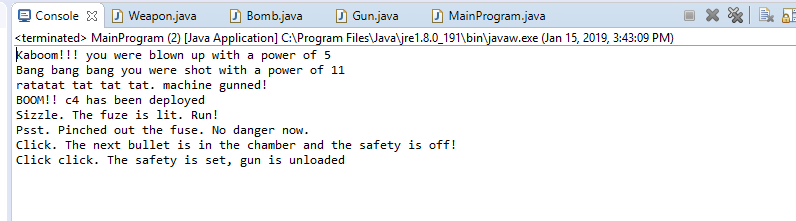 Console Weapon.java Bomb.java Gun.java MainProgram.java
<terminated> MainProgram (2) [Java Application] C:\Program Files\Java\jre1.8.0_191\bin\javaw.exe (Jan 15, 2019, 3:43:09 PM)
Kaboom!!! you were blown up with a power of 5
Bang bang bang you were shot with a power of 11
ratatat tat tat tat. machine gunned!
BOOM!! c4 has been deployed
Sizzle. The fuze is lit. Run!
Psst. Pinched out the fuse. No danger now.
Click. The next bullet is in the chamber and the safety is off!
Click click. The safety is set, gun is unloaded